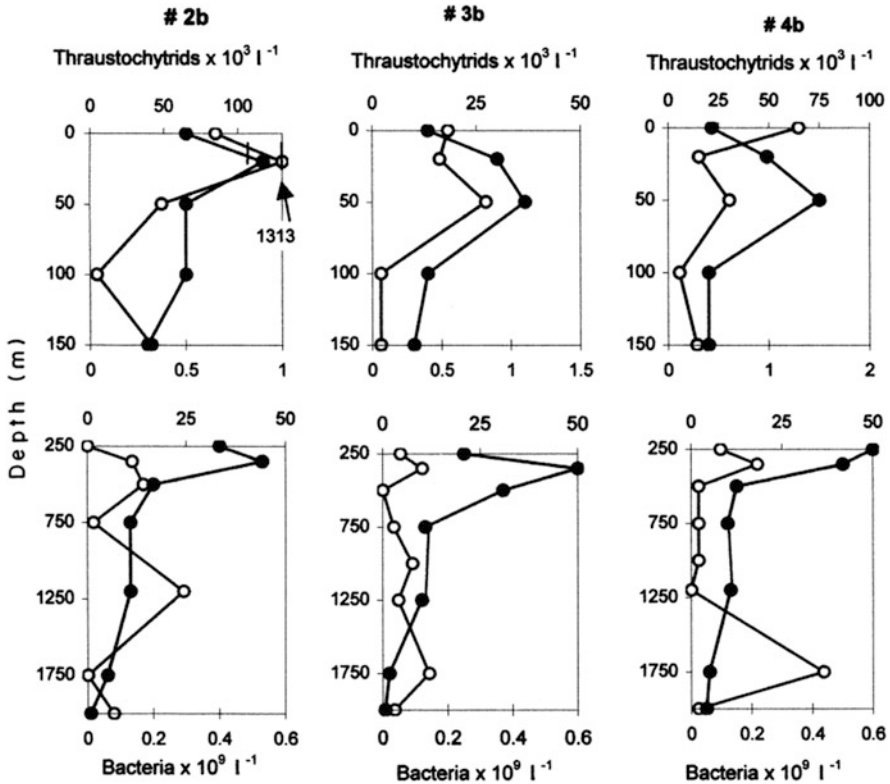 # 2b # 3b # 4b
Thraustochytrids x 10³ l⁻¹ Thraustochytrids x 10³ l⁻¹ Thraustochytrids x 10³ l⁻¹
0 50 100 0 25 50 0 25 50 75 100
0 0 0
50 50 50
1313
100 100 100
150 150 150
0 0.5 1 0 0.5 1 1.5 0 1 2
Depth (m)
0 25 50 0 25 50 0 10 20 30 40 50
250 250 250
750 750 750
1250 1250 1250
1750 1750 1750
0 0.2 0.4 0.6 0 0.2 0.4 0.6 0 0.2 0.4 0.6
Bacteria x 10⁹ l⁻¹ Bacteria x 10⁹ l⁻¹ Bacteria x 10⁹ l⁻¹